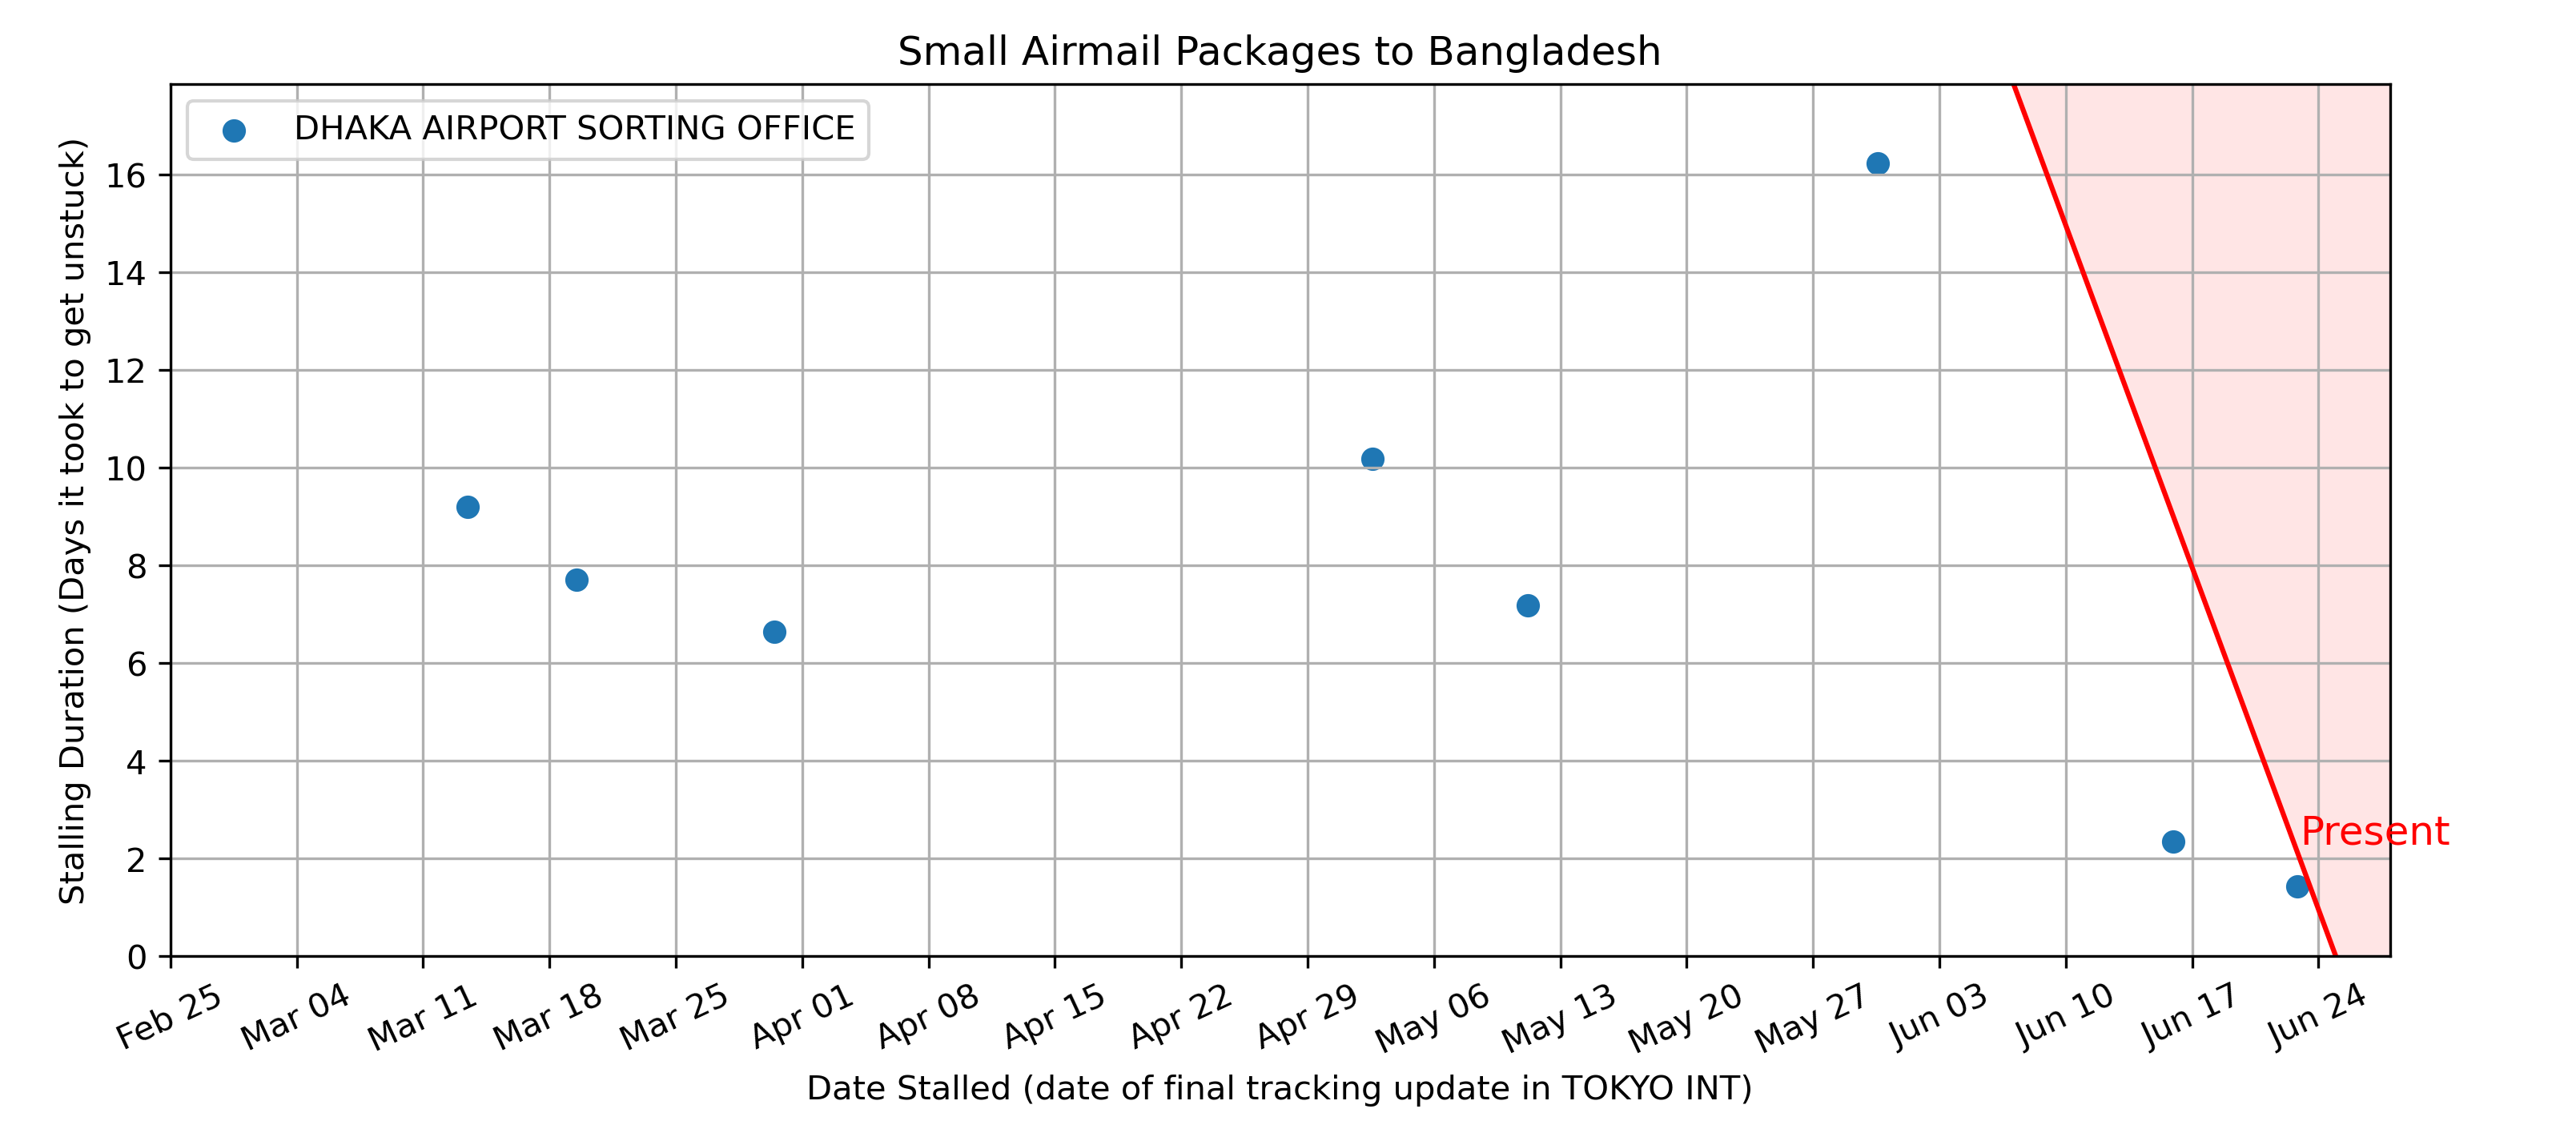 Small Airmail Packages to Bangladesh
DHAKA AIRPORT SORTING OFFICE
Stalling Duration (Days it took to get unstuck)
16
14
12
10
8
6
4
2
0
Present
Feb 25
Mar 04
Mar 11
Mar 18
Mar 25
Apr 01
Apr 08
Apr 15
Apr 22
Apr 29
May 06
May 13
May 20
May 27
Jun 03
Jun 10
Jun 17
Jun 24
Date Stalled (date of final tracking update in TOKYO INT)